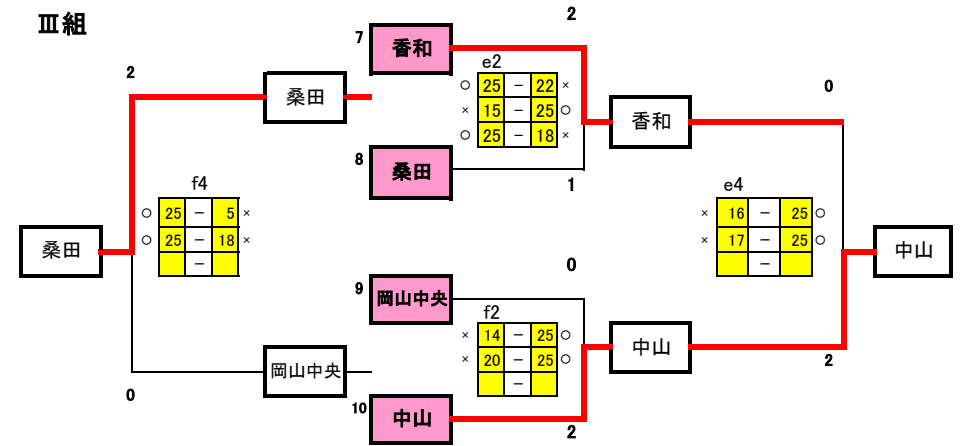 Ⅲ組
2
7
香和
e2
○ 25 － 22 ×
× 15 － 25 ○
○ 25 － 18 ×
2
桑田
0
香和
8
桑田
1
f4
○ 25 － 5 ×
○ 25 － 18 ×
－
e4
× 16 － 25 ○
× 17 － 25 ○
－
桑田
中山
0
9
岡山中央
f2
× 14 － 25 ○
× 20 － 25 ○
－
中山
岡山中央
2
0
10
中山
2